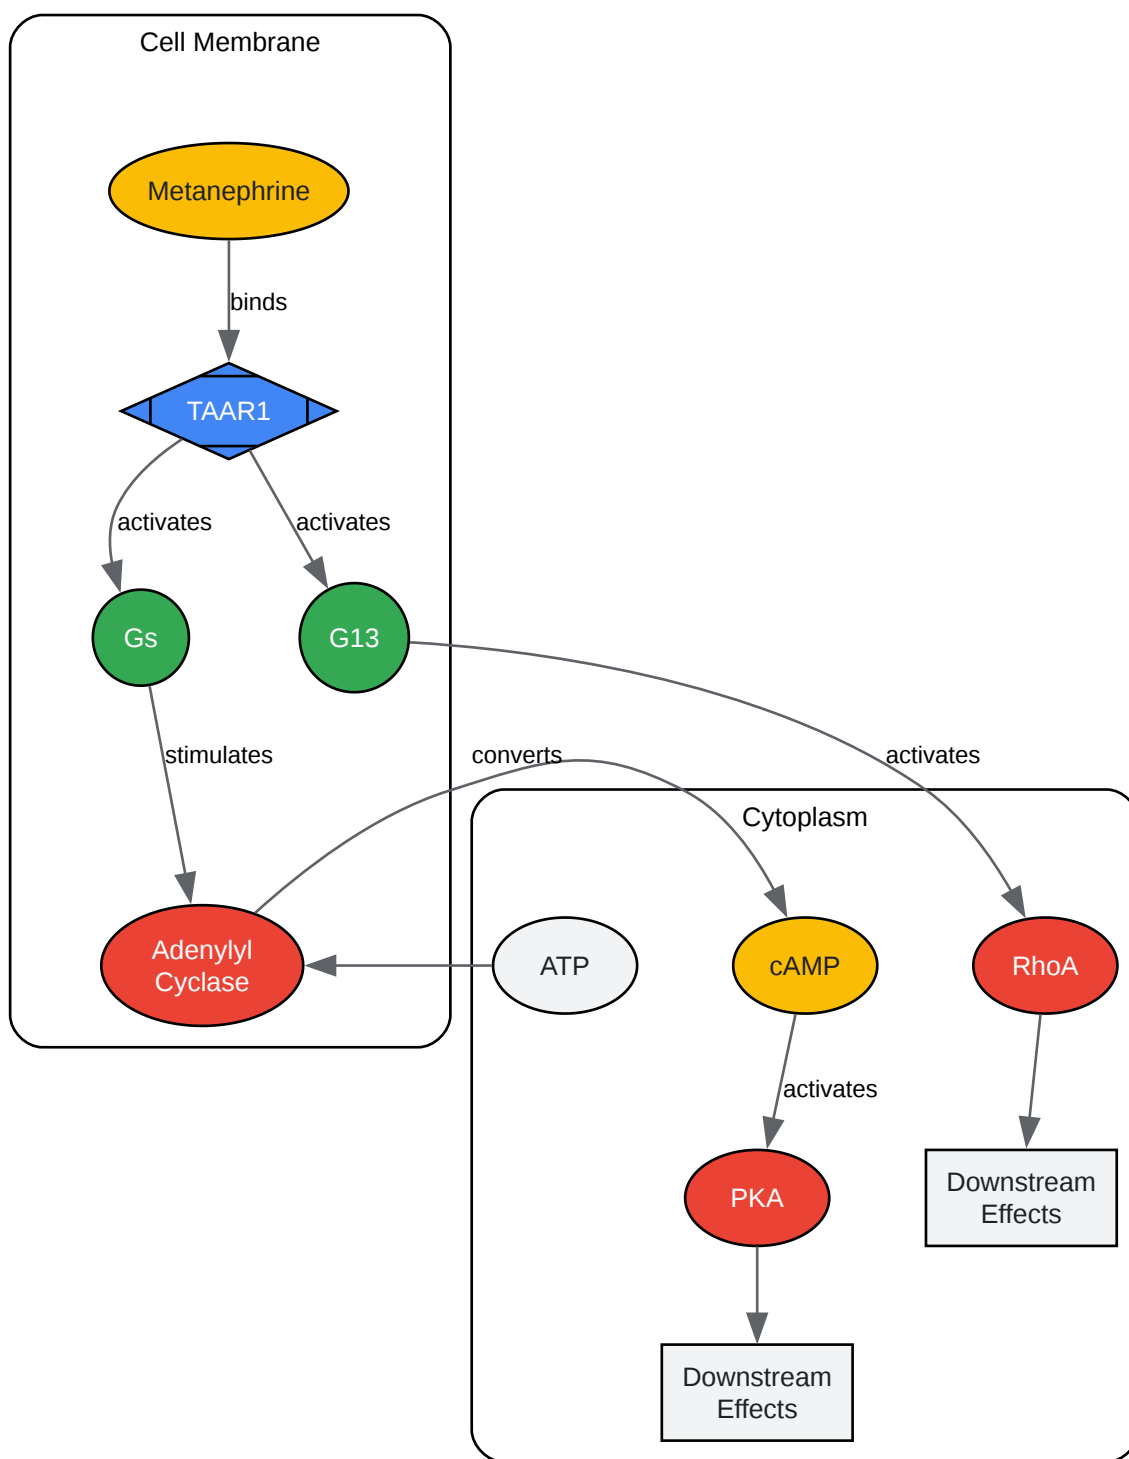 Cell Membrane
Metanephrine
binds
TAAR1
activates
activates
Gs
G13
stimulates
converts
activates
Cytoplasm
Adenylyl
Cyclase
ATP
cAMP
RhoA
activates
PKA
Downstream
Effects
Downstream
Effects